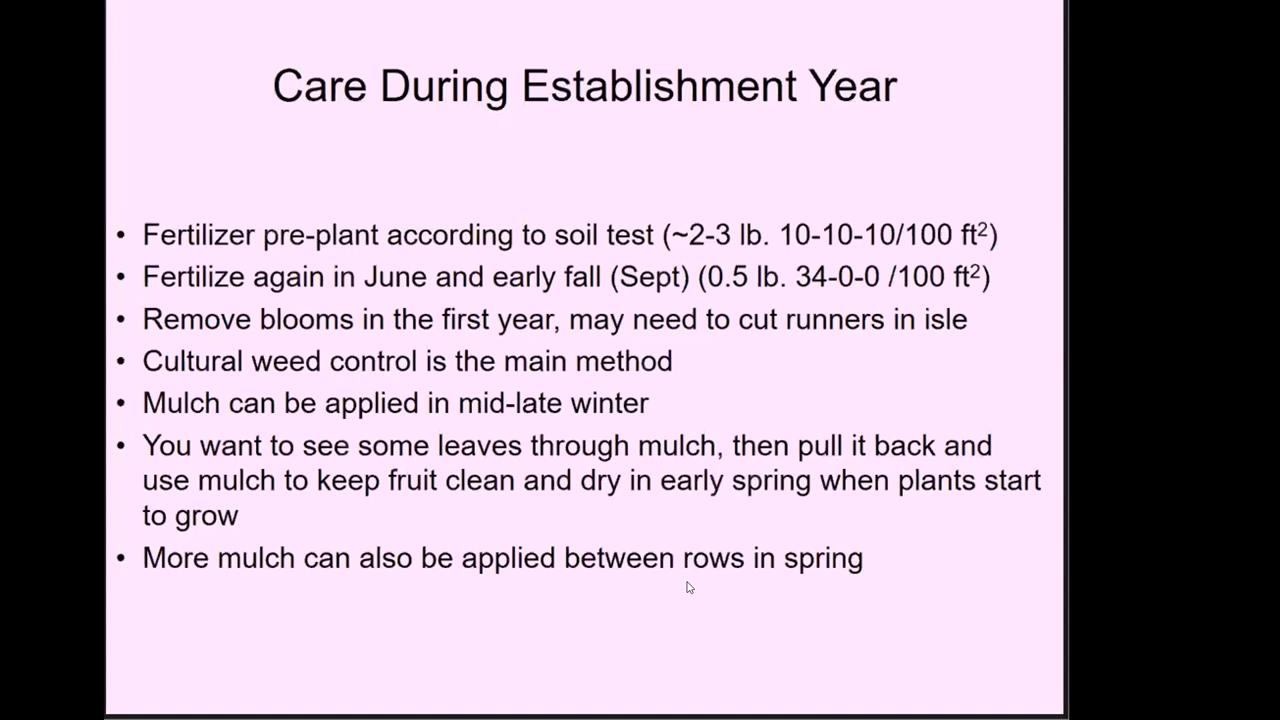 Care During Establishment Year
• Fertilizer pre-plant according to soil test (~2-3 lb. 10-10-10/100 ft²)
• Fertilize again in June and early fall (Sept) (0.5 lb. 34-0-0 /100 ft²)
• Remove blooms in the first year, may need to cut runners in isle
• Cultural weed control is the main method
• Mulch can be applied in mid-late winter
• You want to see some leaves through mulch, then pull it back and
use mulch to keep fruit clean and dry in early spring when plants start
to grow
• More mulch can also be applied between rows in spring